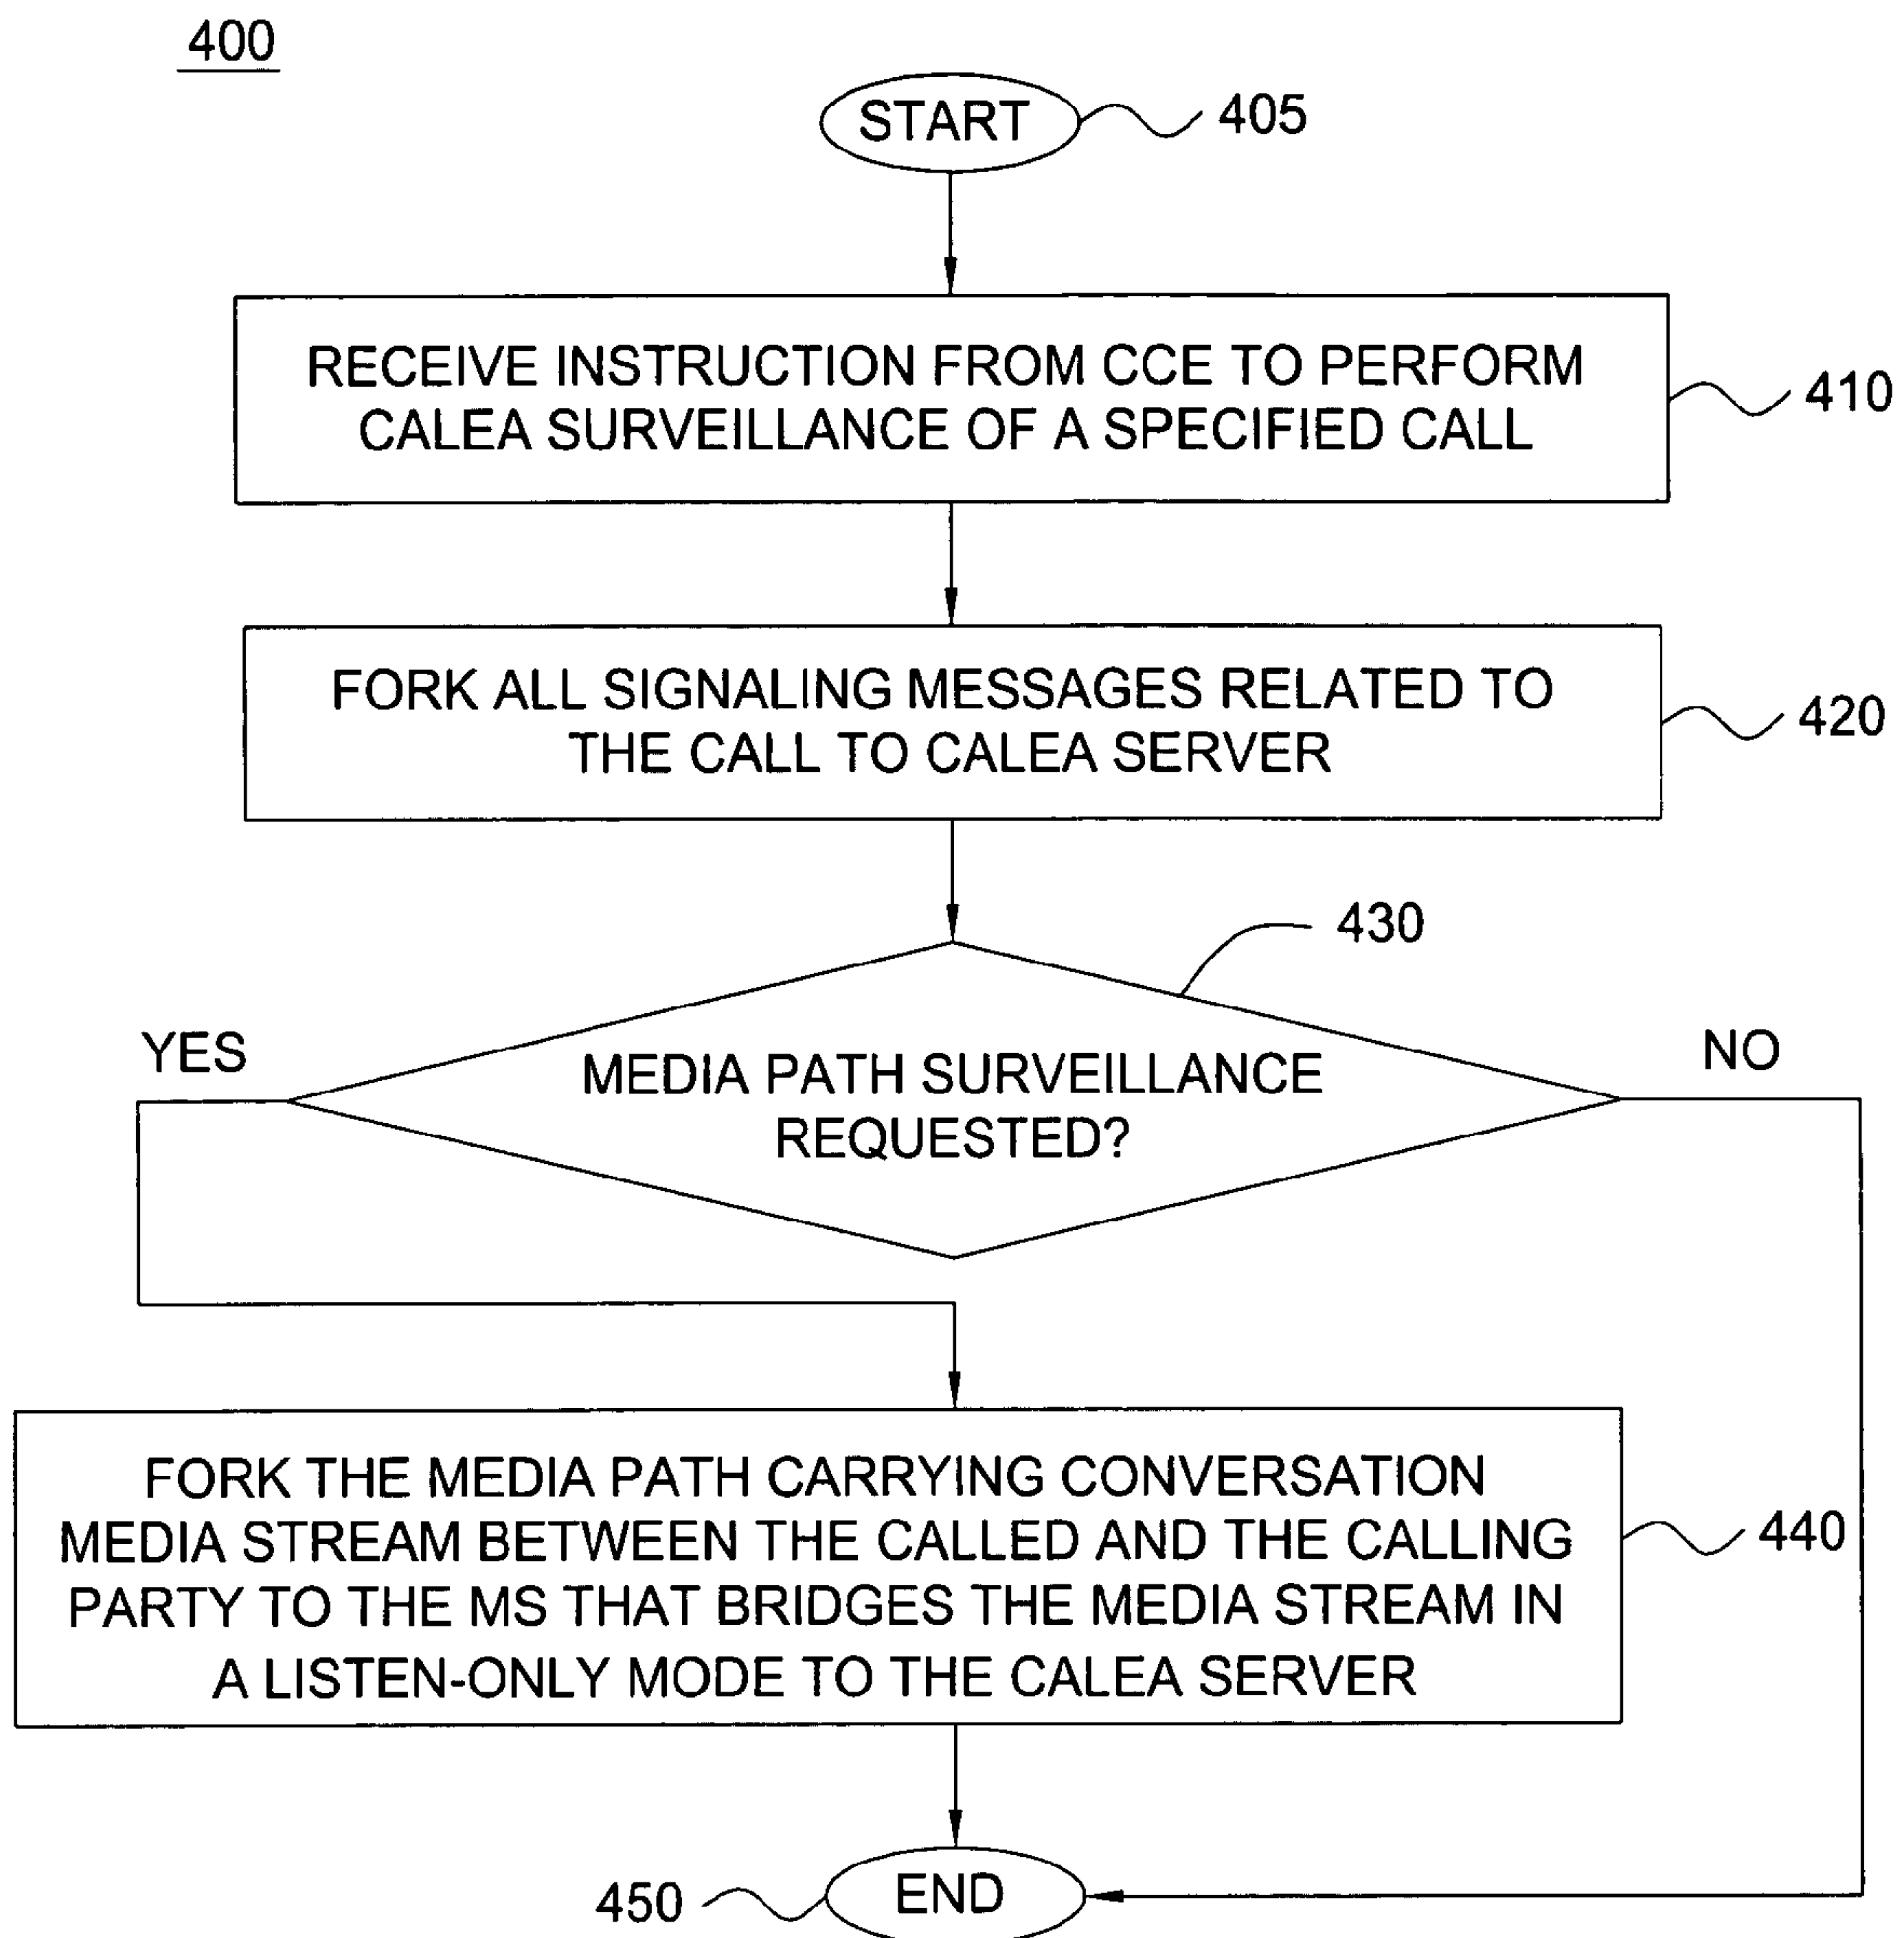 400
START
405
RECEIVE INSTRUCTION FROM CCE TO PERFORM
CALEA SURVEILLANCE OF A SPECIFIED CALL
410
FORK ALL SIGNALING MESSAGES RELATED TO
THE CALL TO CALEA SERVER
420
430
YES
MEDIA PATH SURVEILLANCE
REQUESTED?
NO
FORK THE MEDIA PATH CARRYING CONVERSATION
MEDIA STREAM BETWEEN THE CALLED AND THE CALLING
PARTY TO THE MS THAT BRIDGES THE MEDIA STREAM IN
A LISTEN-ONLY MODE TO THE CALEA SERVER
440
450
END